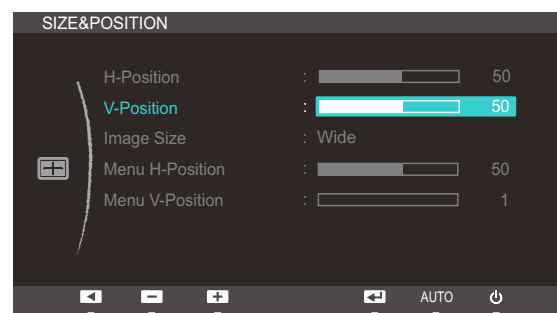 SIZE&POSITION
H-Position : 50
V-Position : 50
Image Size : Wide
Menu H-Position : 50
Menu V-Position : 1
AUTO